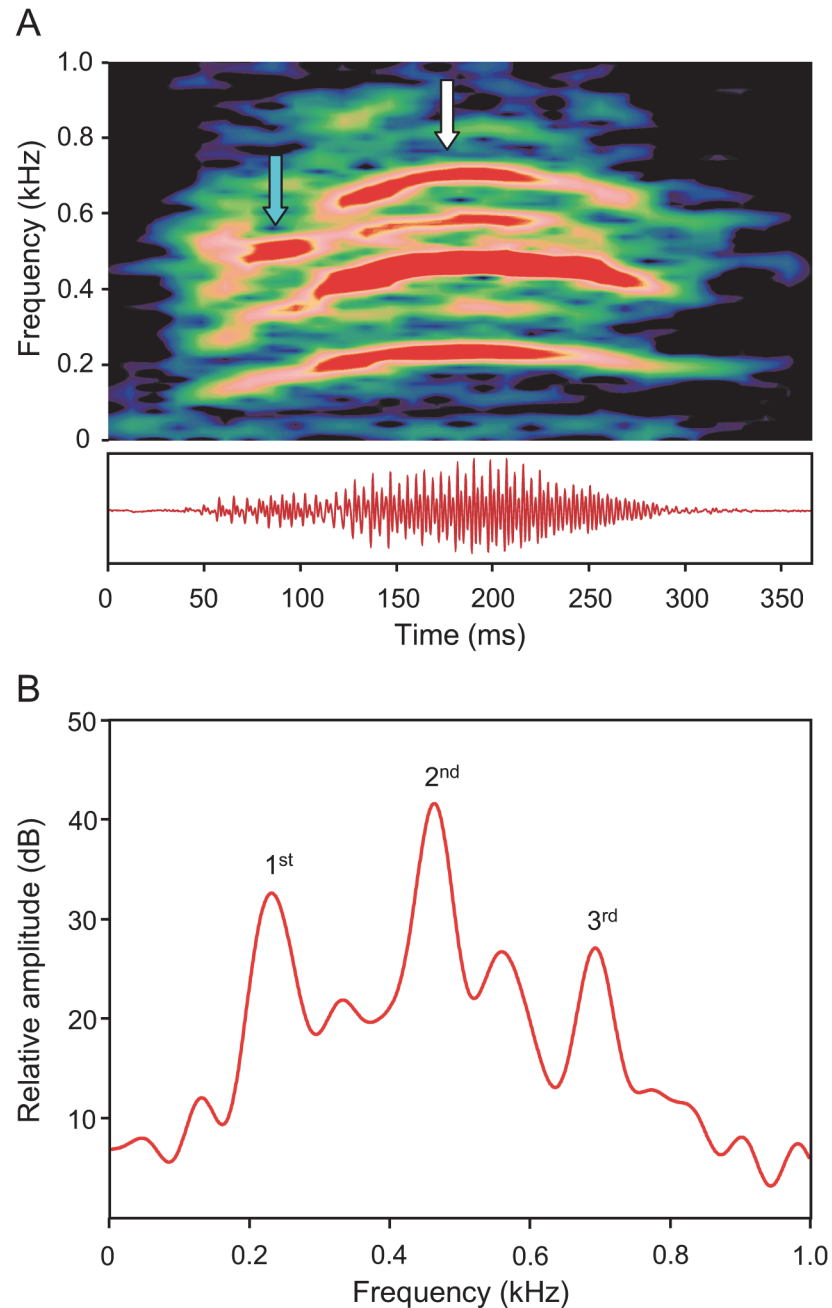 A
1.0
0.8
0.6
0.4
0.2
0
Frequency (kHz)
0 50 100 150 200 250 300 350
Time (ms)
B
50
40
30
20
10
Relative amplitude (dB)
1st
2nd
3rd
0 0.2 0.4 0.6 0.8 1.0
Frequency (kHz)